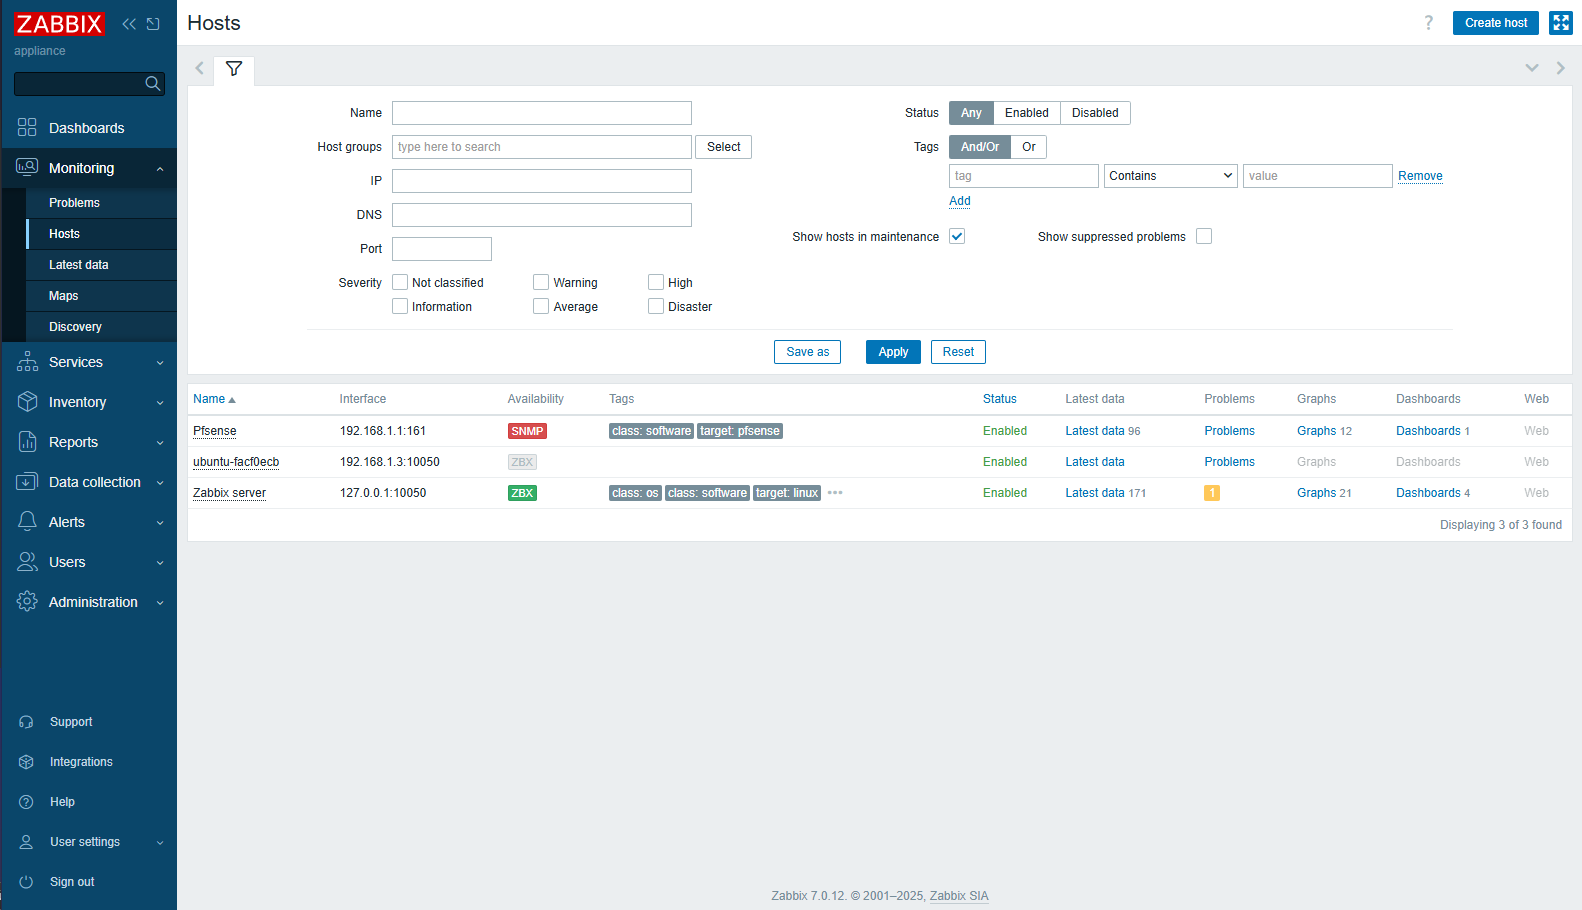 ZABBIX
appliance
Dashboards
Monitoring
Problems
Hosts
Latest data
Maps
Discovery
Services
Inventory
Reports
Data collection
Alerts
Users
Administration
Support
Integrations
Help
User settings
Sign out
Hosts
? Create host
Name
Host groups type here to search Select
IP
DNS
Port
Severity Not classified Warning High
Information Average Disaster
Status Any Enabled Disabled
Tags And/Or Or
tag Contains value Remove
Add
Show hosts in maintenance Show suppressed problems
Save as Apply Reset
Name Interface Availability Tags Status Latest data Problems Graphs Dashboards Web
Pfsense 192.168.1.1:161 SNMP class: software target: pfsense Enabled Latest data 96 Problems Graphs 12 Dashboards 1 Web
ubuntu-facf0ecb 192.168.1.3:10050 ZBX Enabled Latest data Problems Graphs Dashboards Web
Zabbix server 127.0.0.1:10050 ZBX class: os class: software target: linux ••• Enabled Latest data 171 1 Graphs 21 Dashboards 4 Web
Displaying 3 of 3 found
Zabbix 7.0.12. © 2001–2025, Zabbix SIA